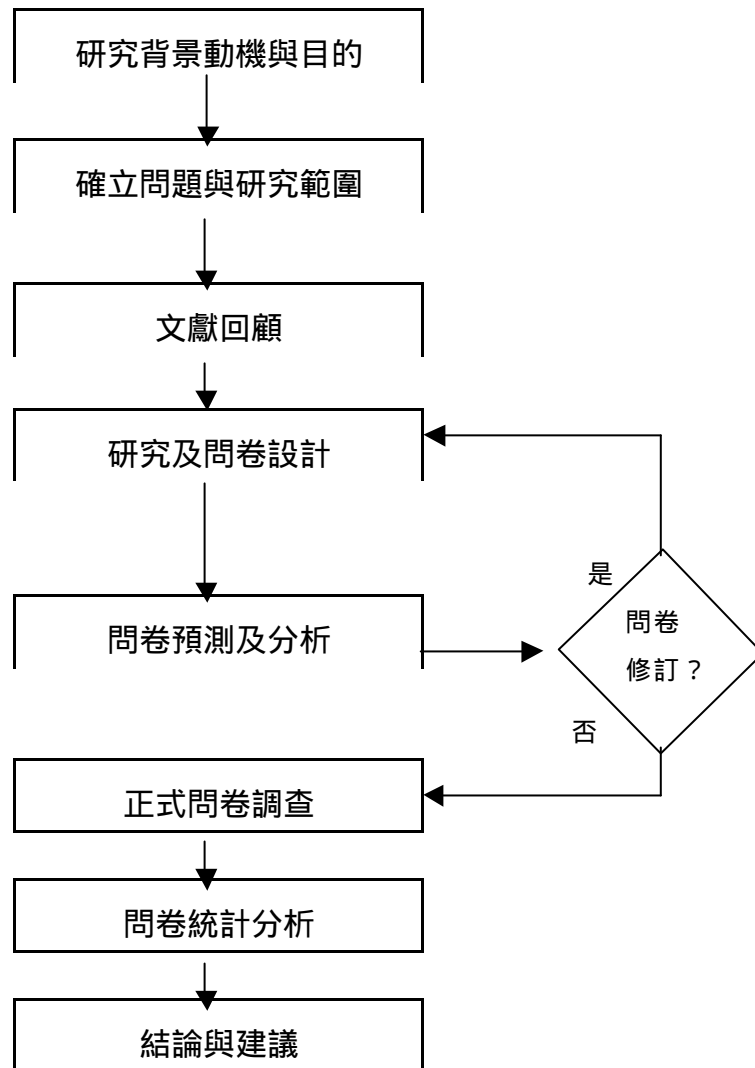 研究背景動機與目的
確立問題與研究範圍
文獻回顧
研究及問卷設計
問卷預測及分析
是
問卷
修訂？
否
正式問卷調查
問卷統計分析
結論與建議